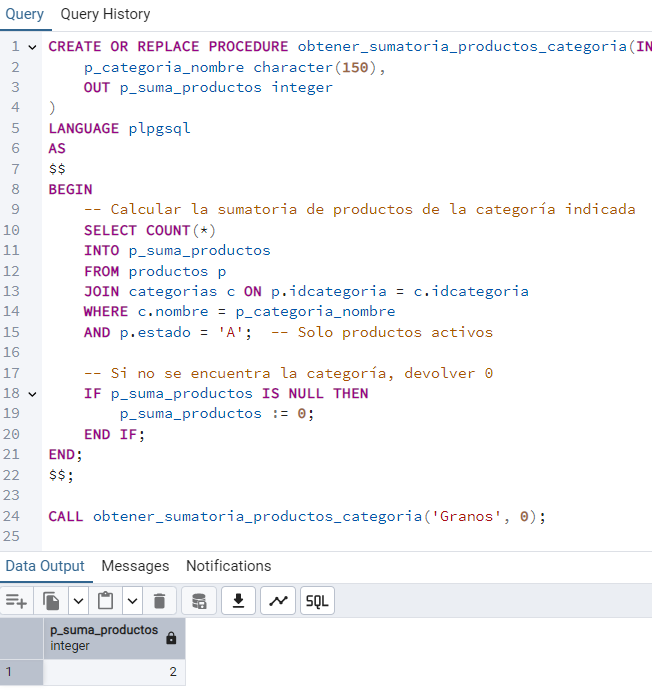 Query Query History
1 CREATE OR REPLACE PROCEDURE obtener_sumatoria_productos_categoria(IN
2 p_categoria_nombre character(150),
3 OUT p_suma_productos integer
4 )
5 LANGUAGE plpgsql
6 AS
7 $$
8 BEGIN
9 -- Calcular la sumatoria de productos de la categoría indicada
10 SELECT COUNT(*)
11 INTO p_suma_productos
12 FROM productos p
13 JOIN categorias c ON p.idcategoria = c.idcategoria
14 WHERE c.nombre = p_categoria_nombre
15 AND p.estado = 'A'; -- Solo productos activos
16
17 -- Si no se encuentra la categoría, devolver 0
18 IF p_suma_productos IS NULL THEN
19 p_suma_productos := 0;
20 END IF;
21 END;
22 $$;
23
24 CALL obtener_sumatoria_productos_categoria('Granos', 0);
25
Data Output Messages Notifications
SQL
p_suma_productos
integer
1 2